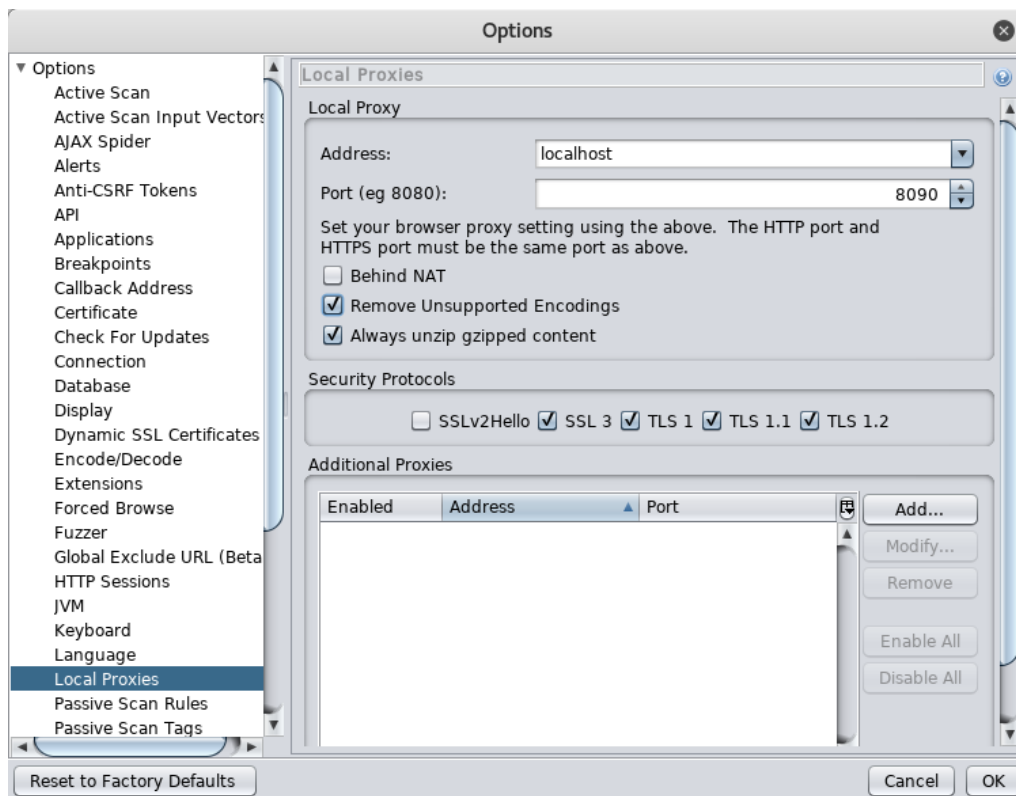 Options
Options
Active Scan
Active Scan Input Vectors
AJAX Spider
Alerts
Anti-CSRF Tokens
API
Applications
Breakpoints
Callback Address
Certificate
Check For Updates
Connection
Database
Display
Dynamic SSL Certificates
Encode/Decode
Extensions
Forced Browse
Fuzzer
Global Exclude URL (Beta
HTTP Sessions
JVM
Keyboard
Language
Local Proxies
Passive Scan Rules
Passive Scan Tags
Local Proxies
Local Proxy
Address: localhost
Port (eg 8080): 8090
Set your browser proxy setting using the above. The HTTP port and
HTTPS port must be the same port as above.
Behind NAT
Remove Unsupported Encodings
Always unzip gzipped content
Security Protocols
SSLv2Hello SSL 3 TLS 1 TLS 1.1 TLS 1.2
Additional Proxies
Enabled Address Port
Add...
Modify...
Remove
Enable All
Disable All
Reset to Factory Defaults Cancel OK